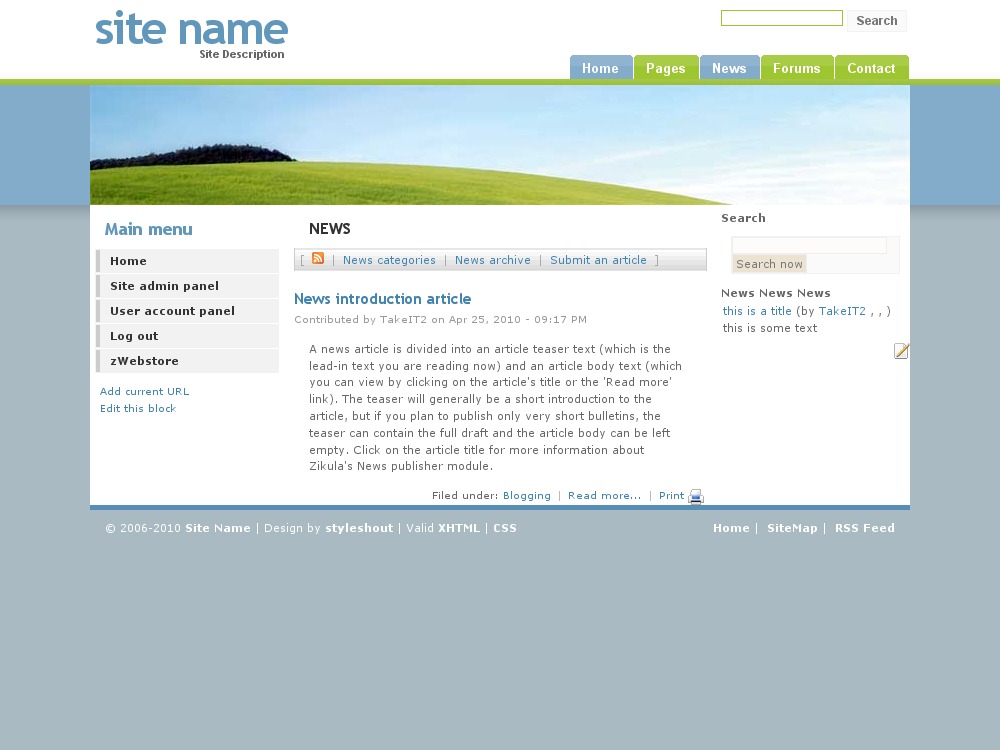 site name
Site Description
Search
Home Pages News Forums Contact
Main menu
Home
Site admin panel
User account panel
Log out
zWebstore
Add current URL
Edit this block
NEWS
[ | News categories | News archive | Submit an article ]
News introduction article
Contributed by TakeIT2 on Apr 25, 2010 - 09:17 PM
A news article is divided into an article teaser text (which is the
lead-in text you are reading now) and an article body text (which
you can view by clicking on the article's title or the 'Read more'
link). The teaser will generally be a short introduction to the
article, but if you plan to publish only very short bulletins, the
teaser can contain the full draft and the article body can be left
empty. Click on the article title for more information about
Zikula's News publisher module.
Filed under: Blogging | Read more... | Print
Search
Search now
News News News
this is a title (by TakeIT2 , , )
this is some text
© 2006-2010 Site Name | Design by styleshout | Valid XHTML | CSS
Home | SiteMap | RSS Feed